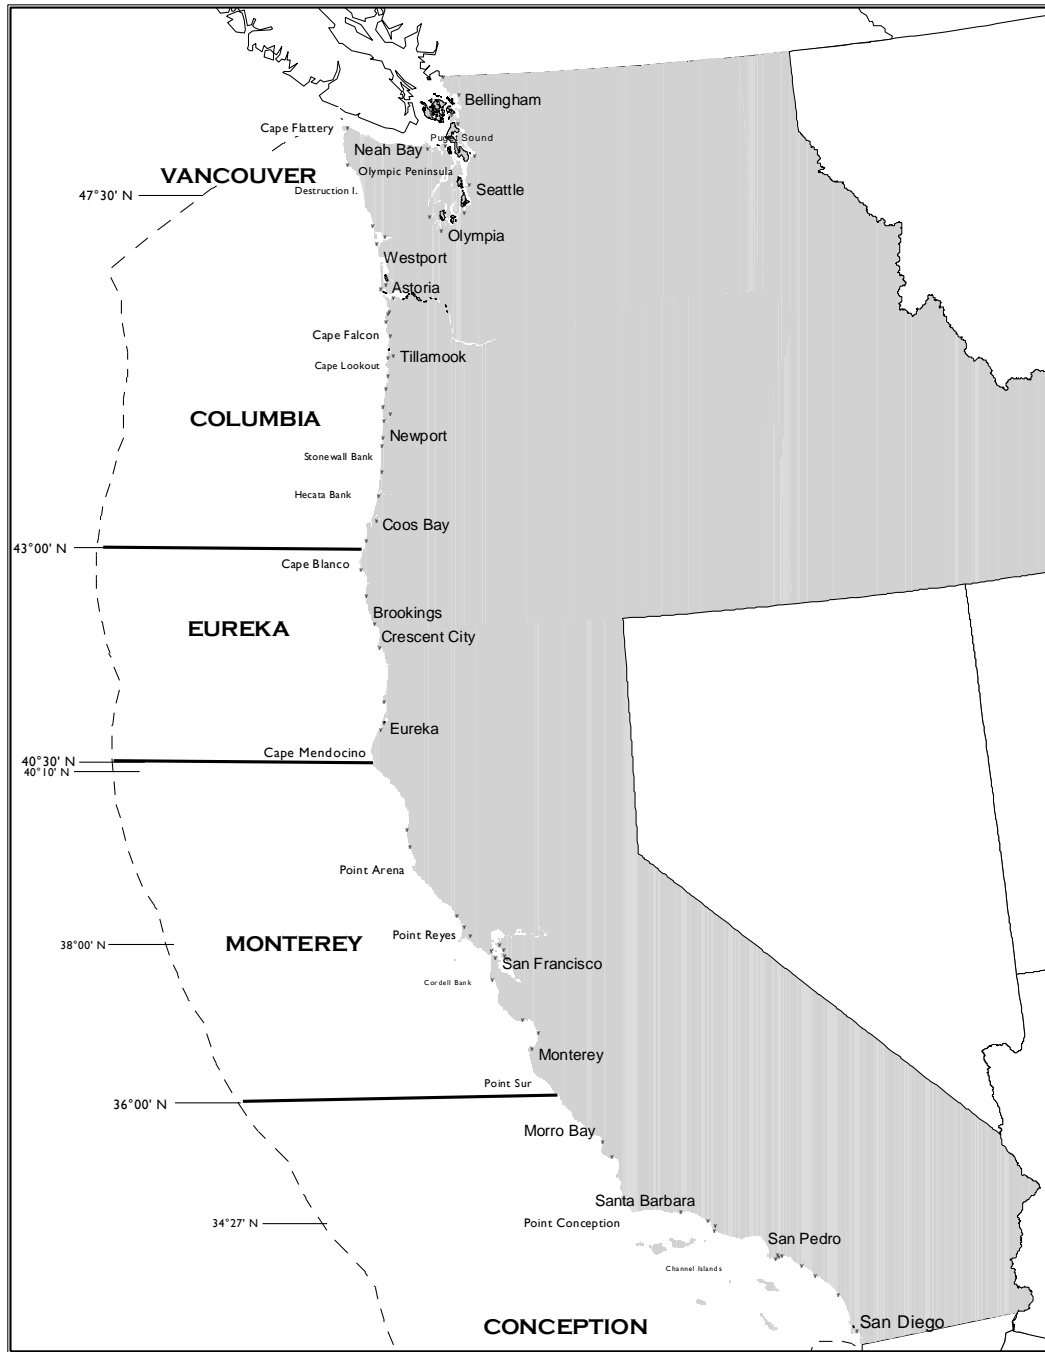 Bellingham
Cape Flattery
Puget Sound
Neah Bay
Olympic Peninsula
VANCOUVER
Destruction I.
Seattle
47°30' N
Olympia
Westport
Astoria
Cape Falcon
Tillamook
Cape Lookout
COLUMBIA
Newport
Stonewall Bank
Hecata Bank
Coos Bay
43°00' N
Cape Blanco
Brookings
EUREKA
Crescent City
Eureka
Cape Mendocino
40°30' N
40°10' N
Point Arena
Point Reyes
38°00' N
MONTEREY
San Francisco
Cordell Bank
Monterey
Point Sur
36°00' N
Morro Bay
Santa Barbara
34°27' N
Point Conception
San Pedro
Channel Islands
San Diego
CONCEPTION